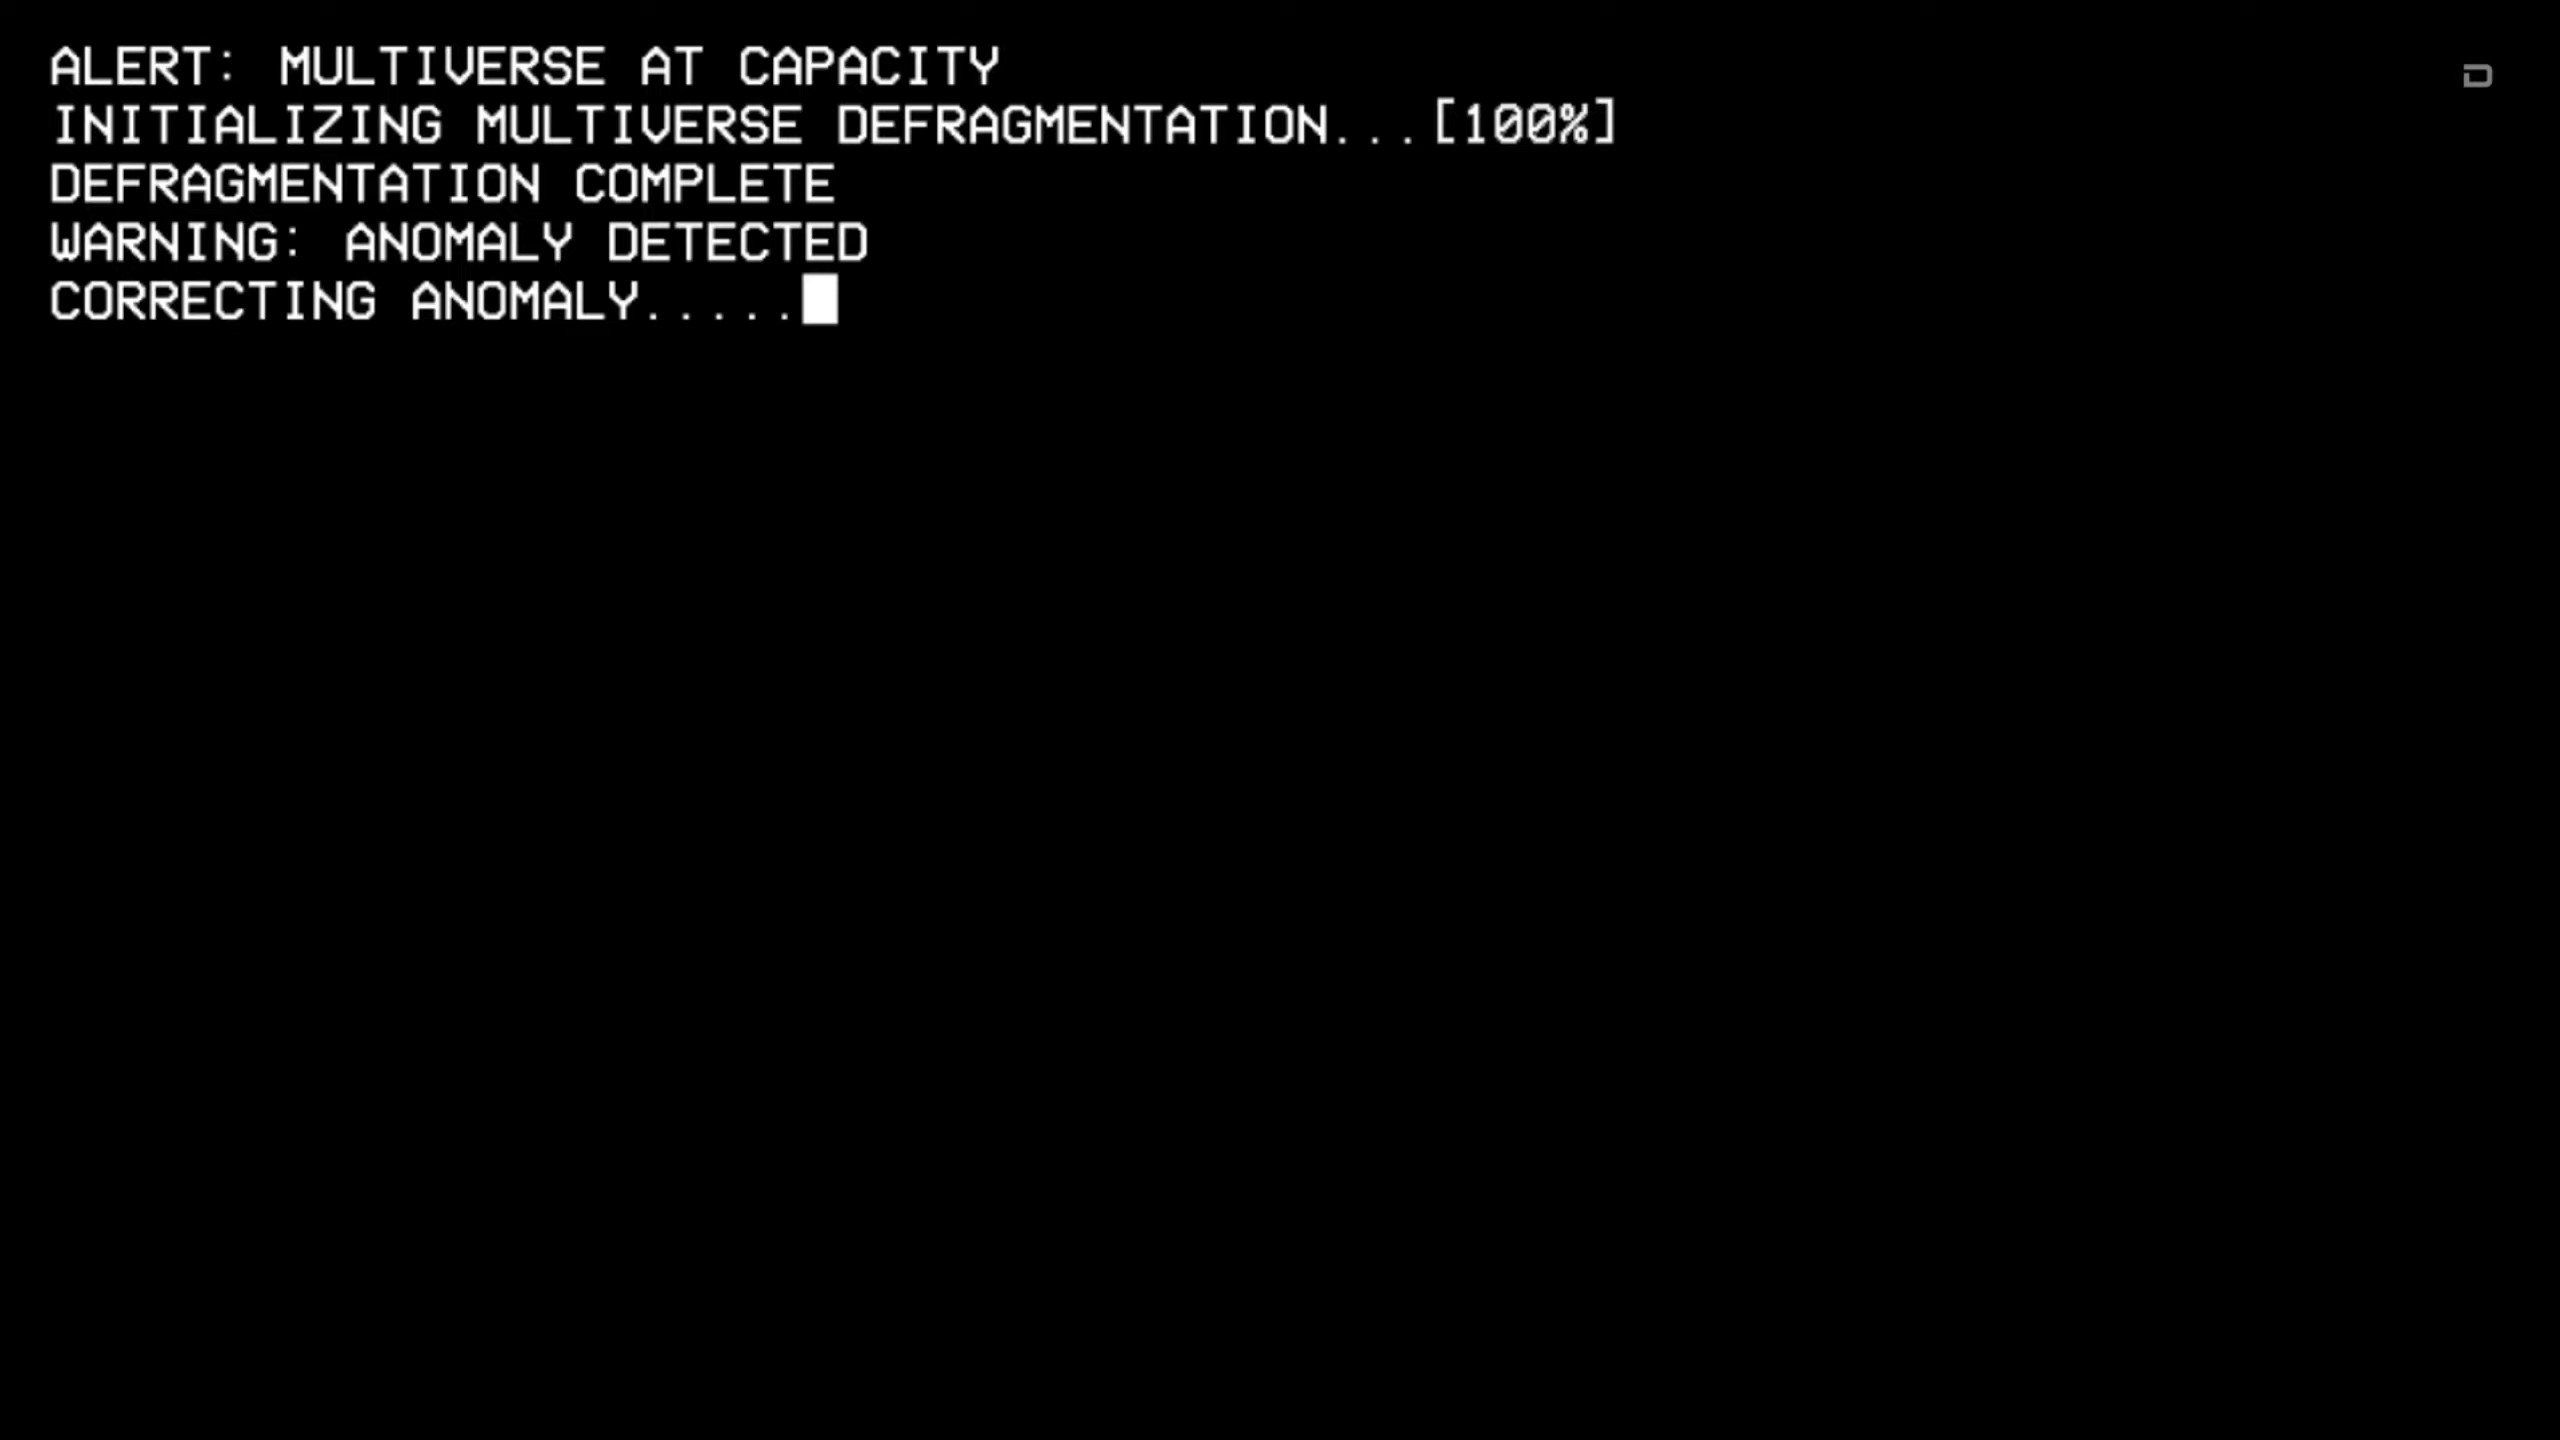 ALERT: MULTIVERSE AT CAPACITY
INITIALIZING MULTIVERSE DEFRAGMENTATION...[100%]
DEFRAGMENTATION COMPLETE
WARNING: ANOMALY DETECTED
CORRECTING ANOMALY.....
D